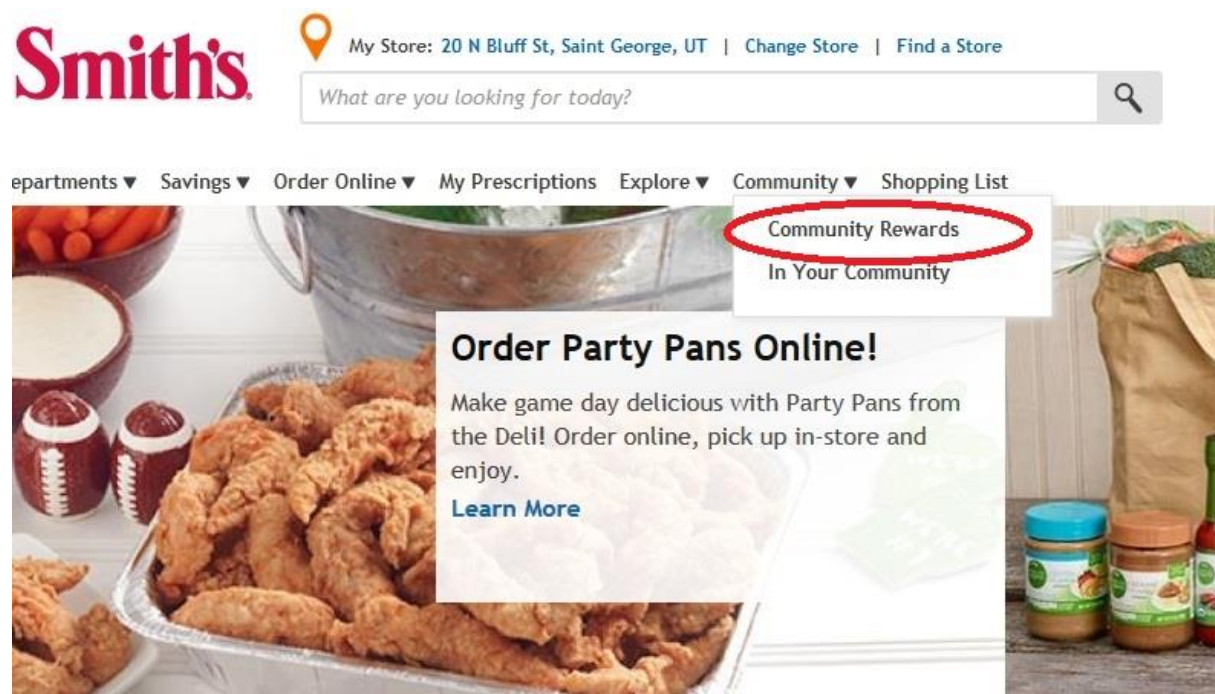 Smith's
My Store: 20 N Bluff St, Saint George, UT | Change Store | Find a Store
What are you looking for today?
epartments ▼ Savings ▼ Order Online ▼ My Prescriptions Explore ▼ Community ▼ Shopping List
Community Rewards
In Your Community
Order Party Pans Online!
Make game day delicious with Party Pans from
the Deli! Order online, pick up in-store and
enjoy.
Learn More